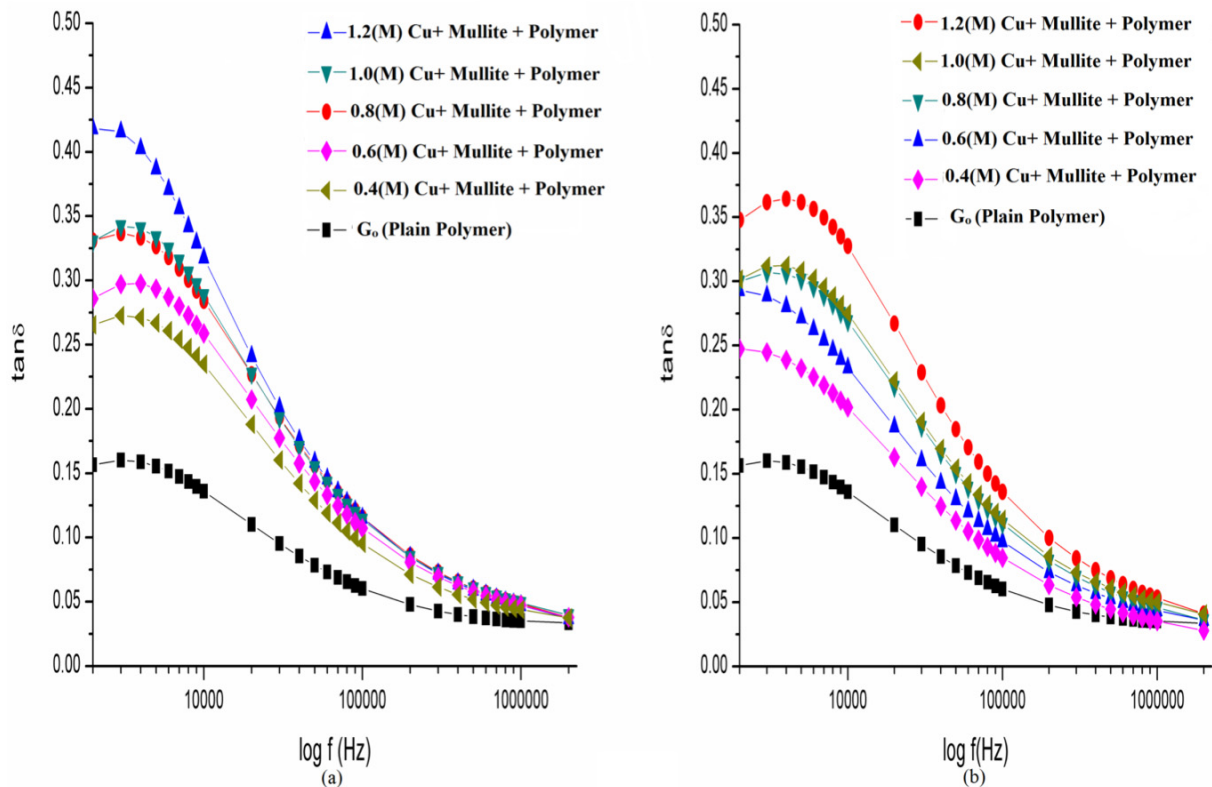 0.50
0.45
0.40
0.35
0.30
0.25
0.20
0.15
0.10
0.05
0.00
tanδ
1.2(M) Cu+ Mullite + Polymer
1.0(M) Cu+ Mullite + Polymer
0.8(M) Cu+ Mullite + Polymer
0.6(M) Cu+ Mullite + Polymer
0.4(M) Cu+ Mullite + Polymer
G₀ (Plain Polymer)
10000 100000 1000000
log f (Hz)
(a)
0.50
0.45
0.40
0.35
0.30
0.25
0.20
0.15
0.10
0.05
0.00
tanδ
1.2(M) Cu+ Mullite + Polymer
1.0(M) Cu+ Mullite + Polymer
0.8(M) Cu+ Mullite + Polymer
0.6(M) Cu+ Mullite + Polymer
0.4(M) Cu+ Mullite + Polymer
G₀ (Plain Polymer)
10000 100000 1000000
log f(Hz)
(b)